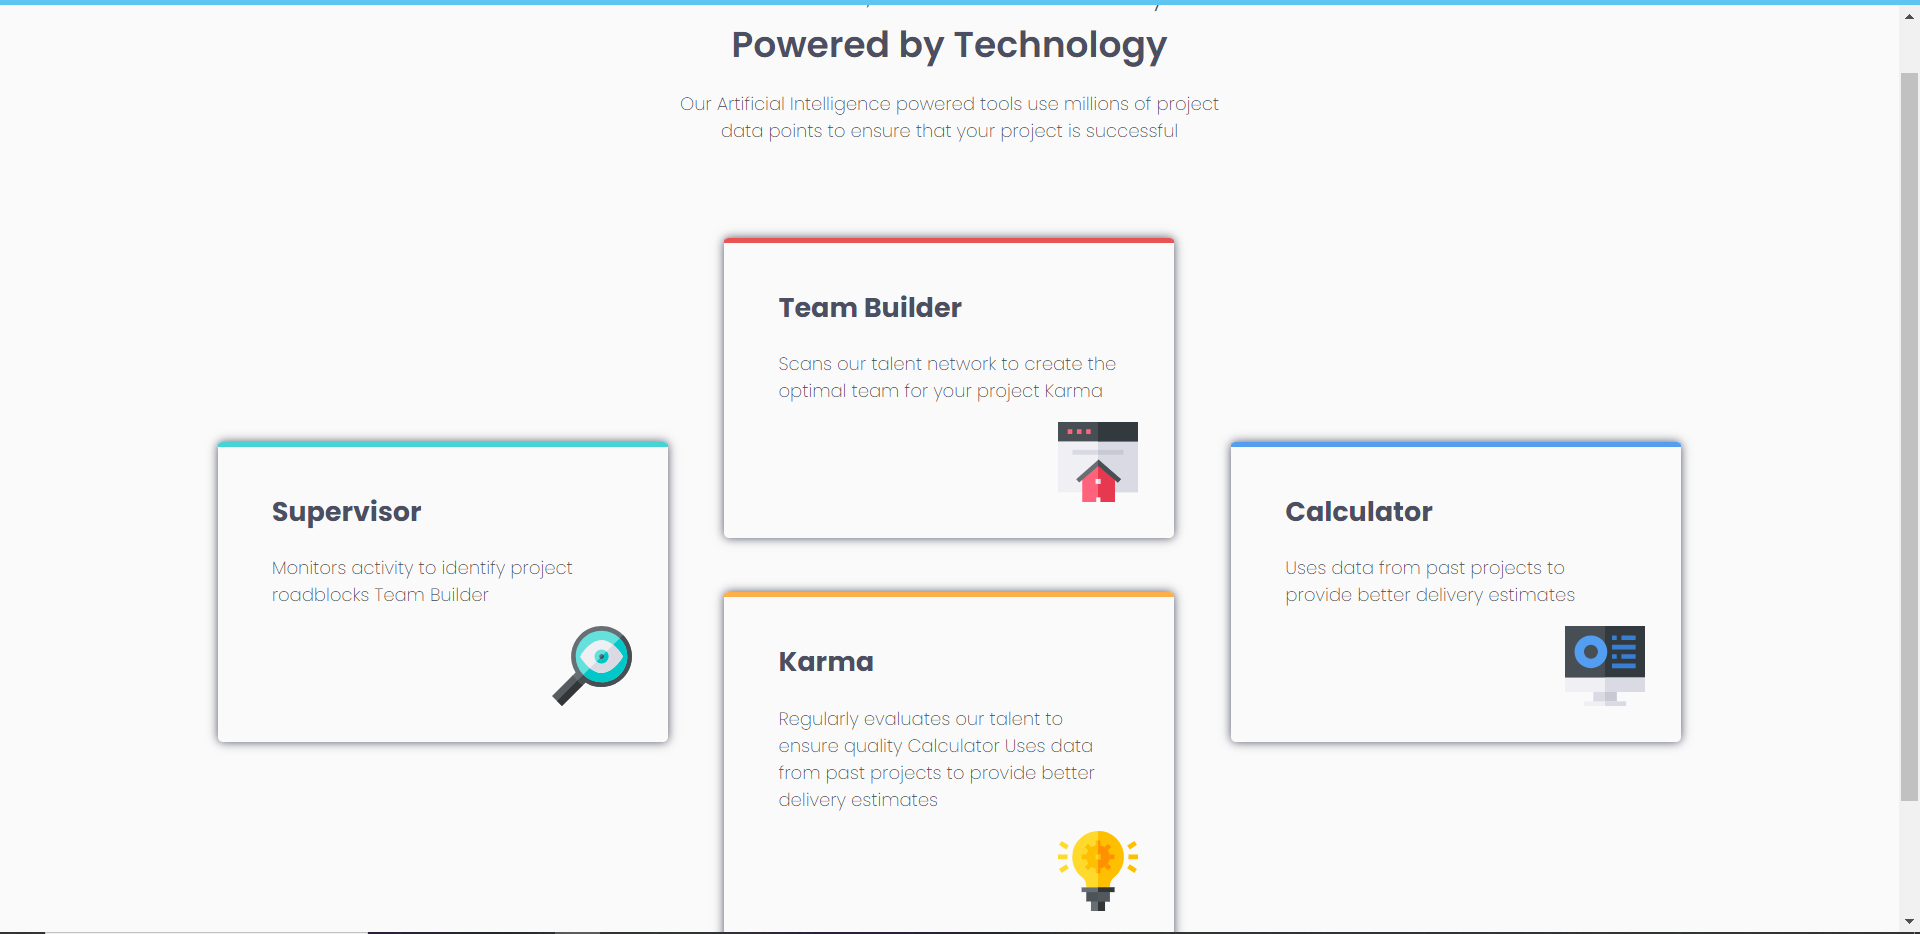 Powered by Technology
Our Artificial Intelligence powered tools use millions of project
data points to ensure that your project is successful
Team Builder
Scans our talent network to create the
optimal team for your project Karma
Supervisor
Monitors activity to identify project
roadblocks Team Builder
Calculator
Uses data from past projects to
provide better delivery estimates
Karma
Regularly evaluates our talent to
ensure quality Calculator Uses data
from past projects to provide better
delivery estimates